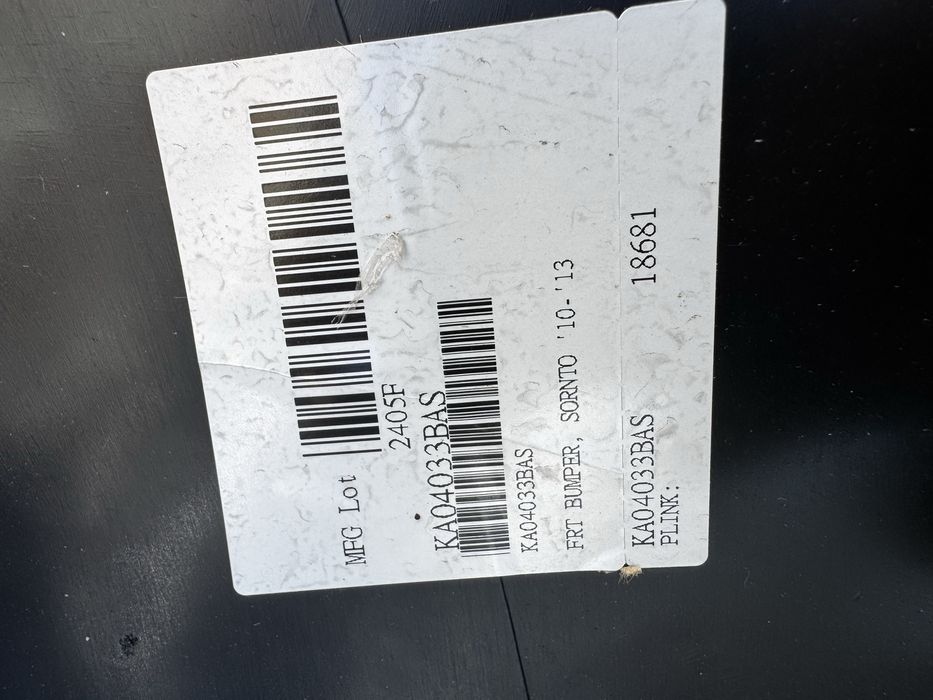 MFG Lot
2405F
KA04033BAS
KA04033BAS
FRT BUMPER, SORNTO '10-'13
KA04033BAS 18681
PLINK: